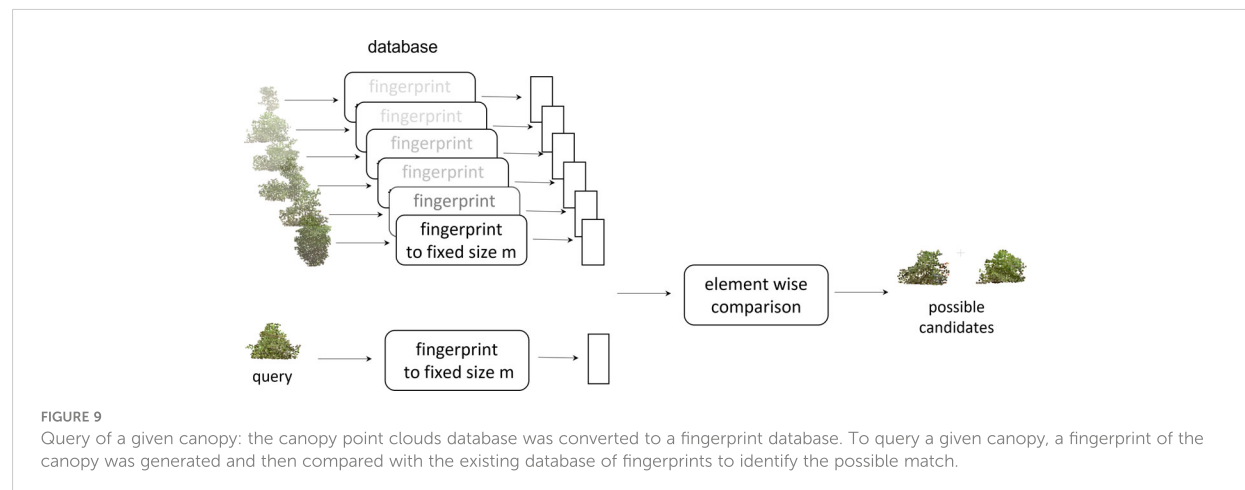 database
fingerprint
fingerprint
fingerprint
fingerprint
fingerprint
fingerprint
to fixed size m
element wise
comparison
possible
candidates
query
fingerprint
to fixed size m
FIGURE 9
Query of a given canopy: the canopy point clouds database was converted to a fingerprint database. To query a given canopy, a fingerprint of the
canopy was generated and then compared with the existing database of fingerprints to identify the possible match.